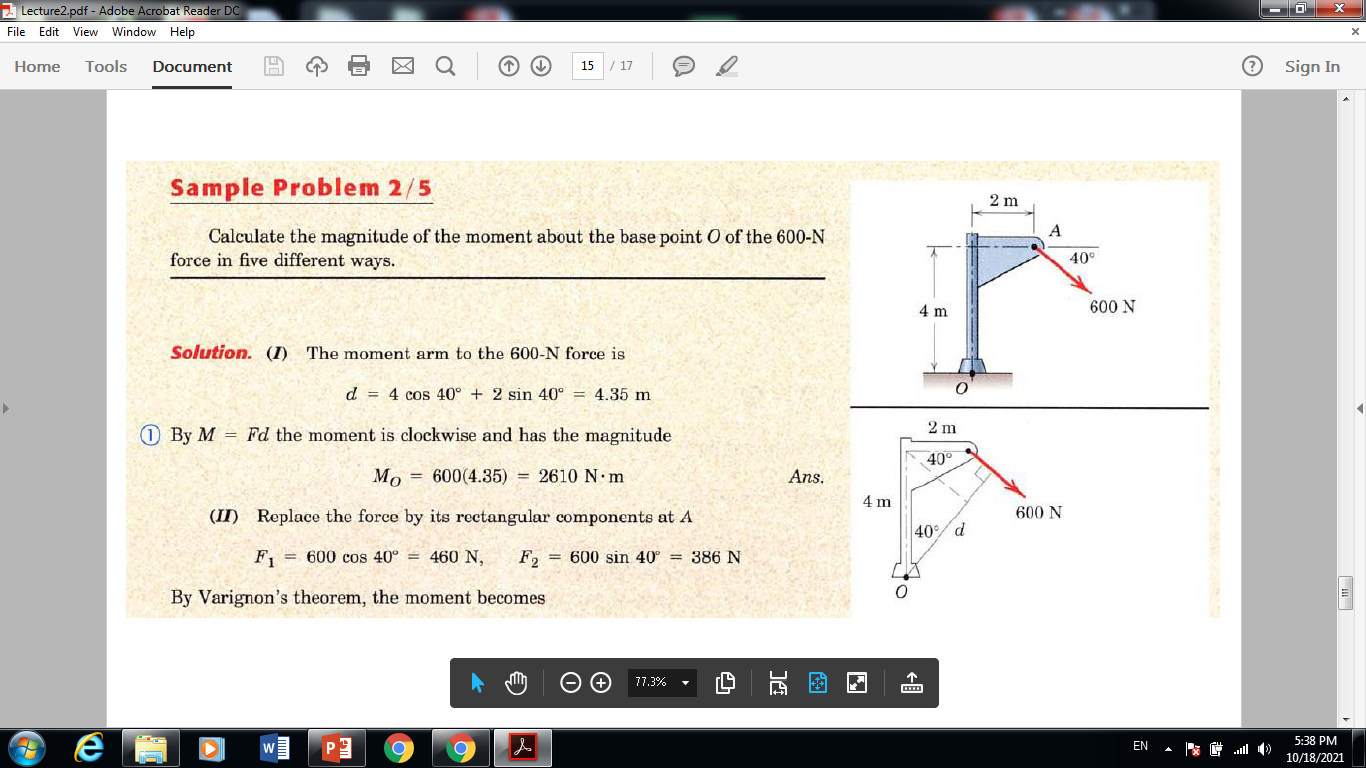 Lecture2.pdf - Adobe Acrobat Reader DC
File Edit View Window Help
Home Tools Document 15 / 17 Sign In
Sample Problem 2/5
Calculate the magnitude of the moment about the base point O of the 600-N
force in five different ways.
Solution. (I) The moment arm to the 600-N force is
d = 4 cos 40° + 2 sin 40° = 4.35 m
① By M = Fd the moment is clockwise and has the magnitude
M_O = 600(4.35) = 2610 N·m Ans.
(II) Replace the force by its rectangular components at A
F₁ = 600 cos 40° = 460 N, F₂ = 600 sin 40° = 386 N
By Varignon's theorem, the moment becomes
2 m
A
40°
4 m
600 N
O
2 m
40°
4 m
600 N
40° d
O
77.3%
EN
5:38 PM
10/18/2021